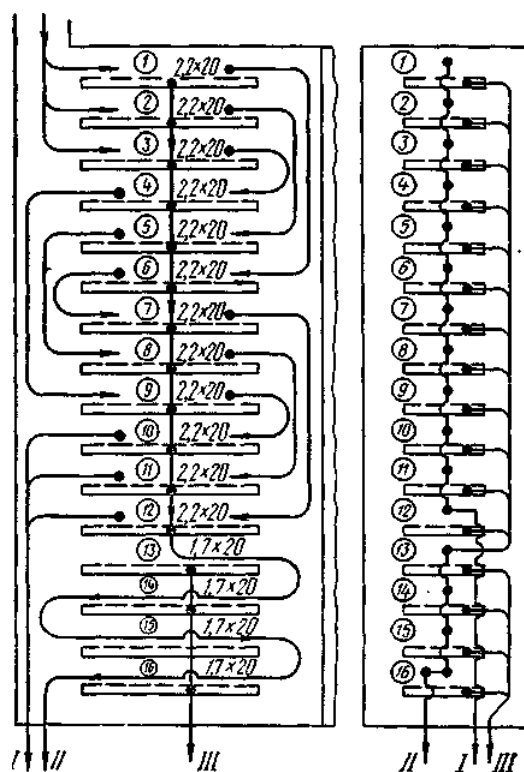 ① 2,2×20 ①
② 2,2×20 ②
③ 2,2×20 ③
④ 2,2×20 ④
⑤ 2,2×20 ⑤
⑥ 2,2×20 ⑥
⑦ 2,2×20 ⑦
⑧ 2,2×20 ⑧
⑨ 2,2×20 ⑨
⑩ 2,2×20 ⑩
⑪ 2,2×20 ⑪
⑫ 2,2×20 ⑫
⑬ 1,7×20 ⑬
⑭ 1,7×20 ⑭
⑮ 1,7×20 ⑮
⑯ 1,7×20 ⑯
I II III II I III